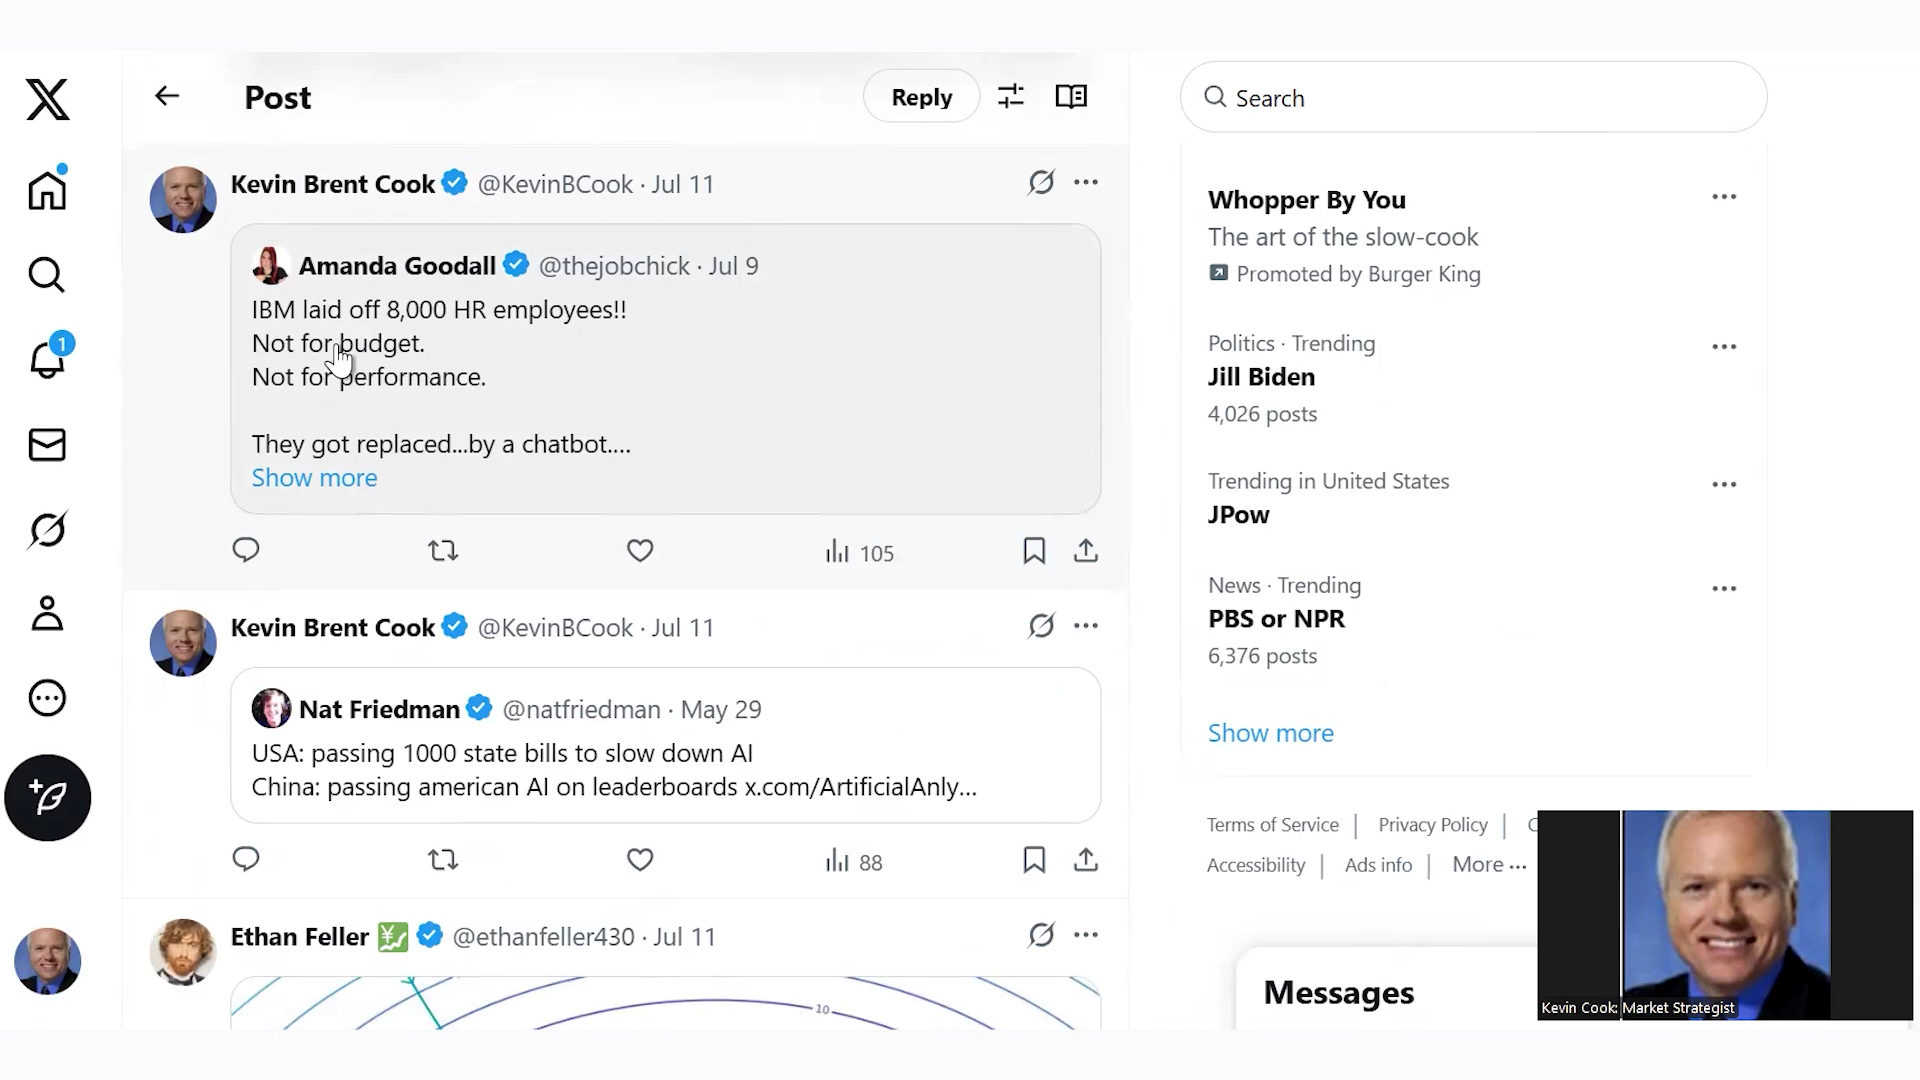 Post
Reply
Search
Kevin Brent Cook @KevinBCook · Jul 11
Amanda Goodall @thejobchick · Jul 9
IBM laid off 8,000 HR employees!!
Not for budget.
Not for performance.
They got replaced...by a chatbot....
Show more
105
Kevin Brent Cook @KevinBCook · Jul 11
Nat Friedman @natfriedman · May 29
USA: passing 1000 state bills to slow down AI
China: passing american AI on leaderboards x.com/ArtificialAnly...
88
Ethan Feller 💹 @ethanfeller430 · Jul 11
10
1
Whopper By You
The art of the slow-cook
Promoted by Burger King
Politics · Trending
Jill Biden
4,026 posts
Trending in United States
JPow
News · Trending
PBS or NPR
6,376 posts
Show more
Terms of Service | Privacy Policy |
Accessibility | Ads info | More ...
Messages
Kevin Cook: Market Strategist